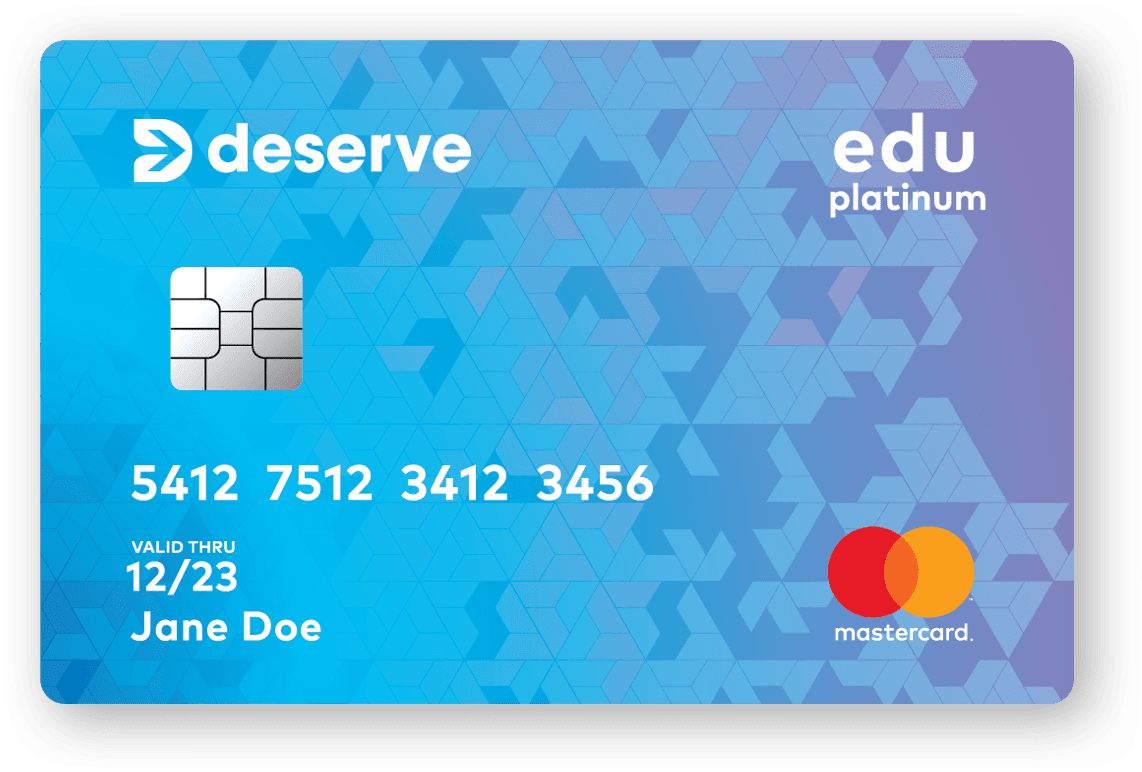 deserve
edu
platinum
5412 7512 3412 3456
VALID THRU
12/23
Jane Doe
mastercard.